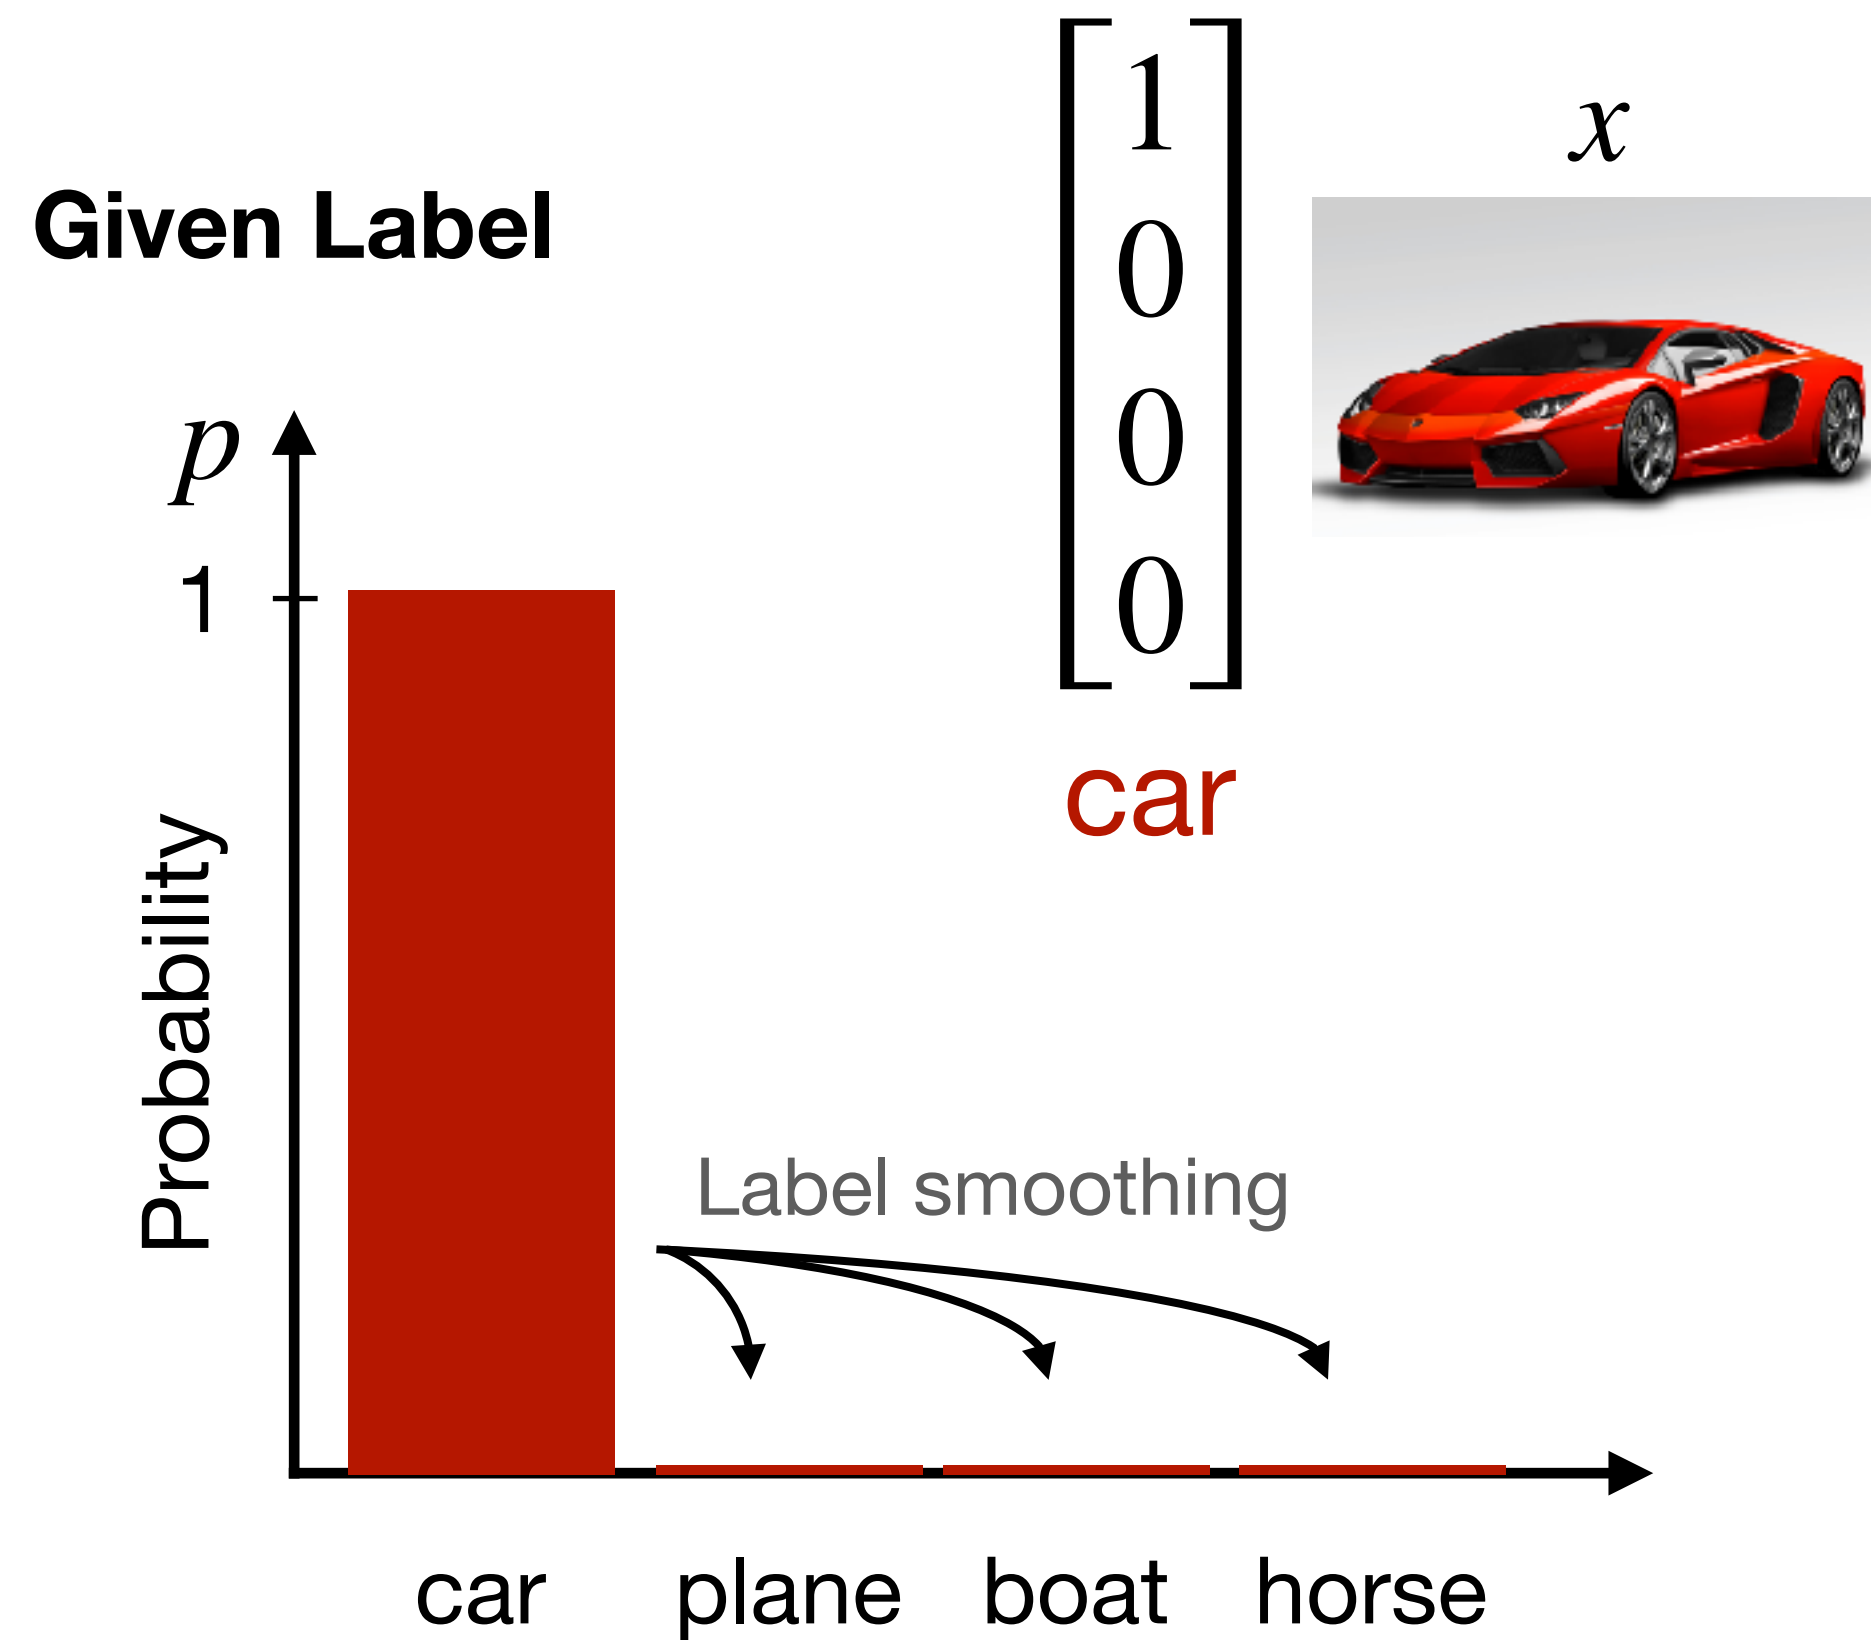 Given Label
1
0
0
0
x
car
p
1
Probability
Label smoothing
car plane boat horse